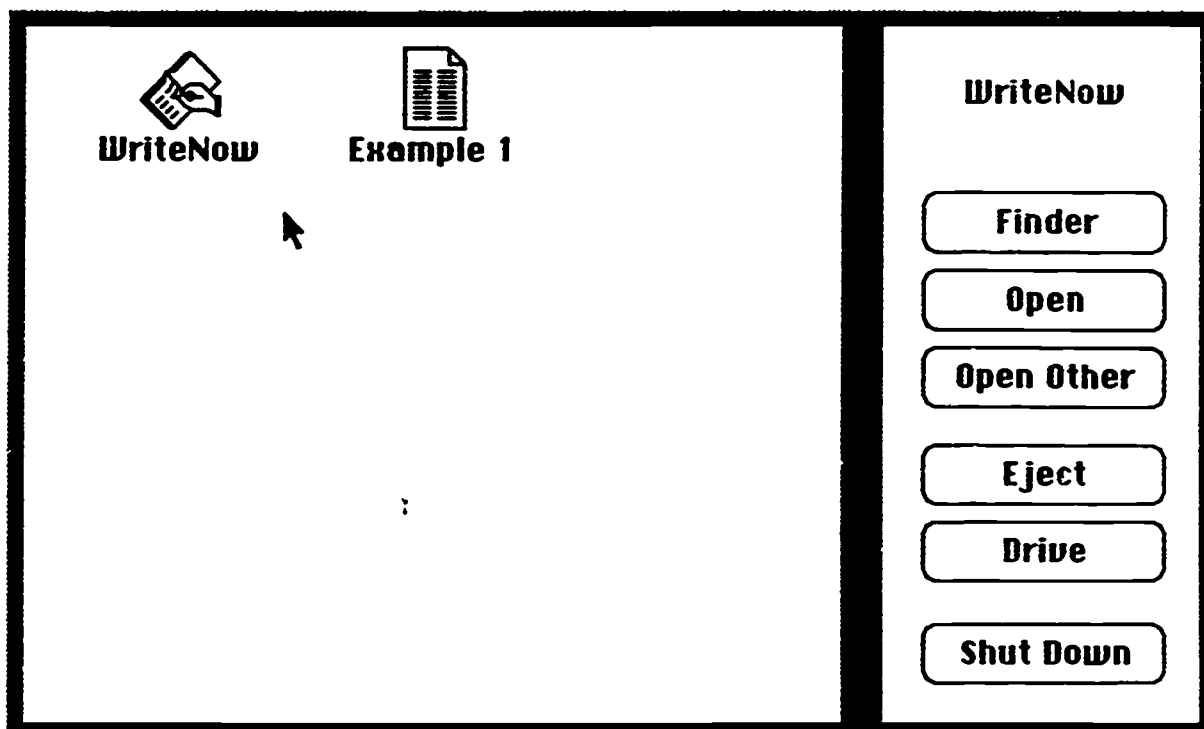 WriteNow
Example 1
WriteNow
Finder
Open
Open Other
Eject
Drive
Shut Down